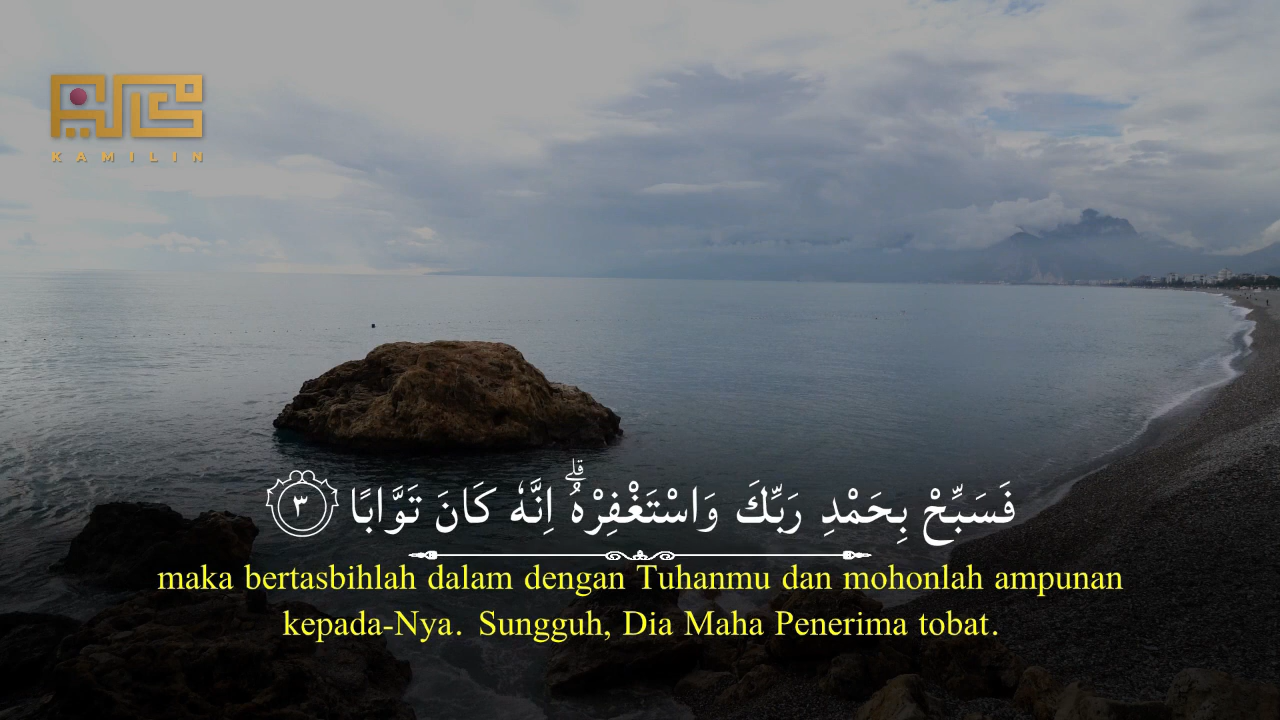 KAMILIN
فَسَبِّحْ بِحَمْدِ رَبِّكَ وَاسْتَغْفِرْهُۗ اِنَّهٗ كَانَ تَوَّابًا ٣
maka bertasbihlah dalam dengan Tuhanmu dan mohonlah ampunan
kepada-Nya. Sungguh, Dia Maha Penerima tobat.